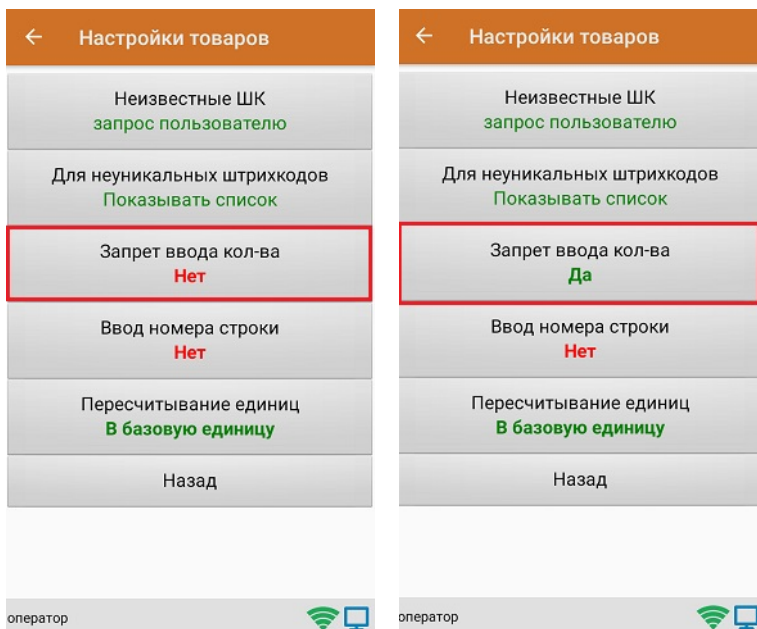 Настройки товаров
Неизвестные ШК
запрос пользователю
Для неуникальных штрихкодов
Показывать список
Запрет ввода кол-ва
Нет
Ввод номера строки
Нет
Пересчитывание единиц
В базовую единицу
Назад
оператор
Настройки товаров
Неизвестные ШК
запрос пользователю
Для неуникальных штрихкодов
Показывать список
Запрет ввода кол-ва
Да
Ввод номера строки
Нет
Пересчитывание единиц
В базовую единицу
Назад
оператор